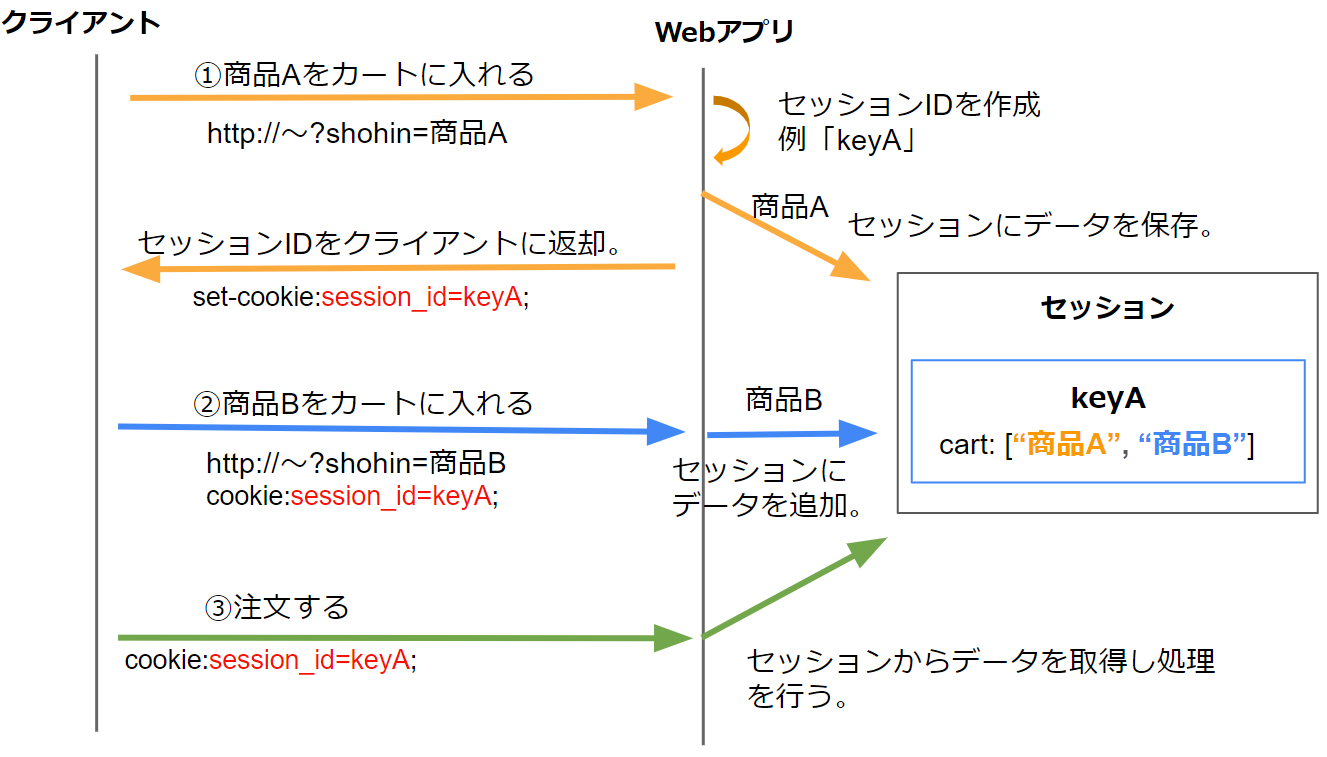 クライアント
Webアプリ
①商品Aをカートに入れる
http://～?shohin=商品A
セッションIDを作成
例「keyA」
商品A
セッションにデータを保存。
セッションIDをクライアントに返却。
set-cookie:session_id=keyA;
セッション
keyA
cart: [“商品A”, “商品B”]
②商品Bをカートに入れる
http://～?shohin=商品B
cookie:session_id=keyA;
商品B
セッションに
データを追加。
③注文する
cookie:session_id=keyA;
セッションからデータを取得し処理
を行う。